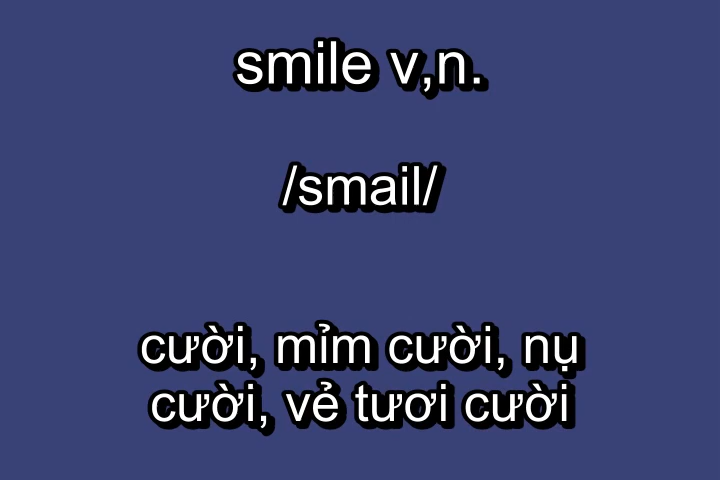 smile v,n.
/smail/
cười, mỉm cười, nụ
cười, vẻ tươi cười